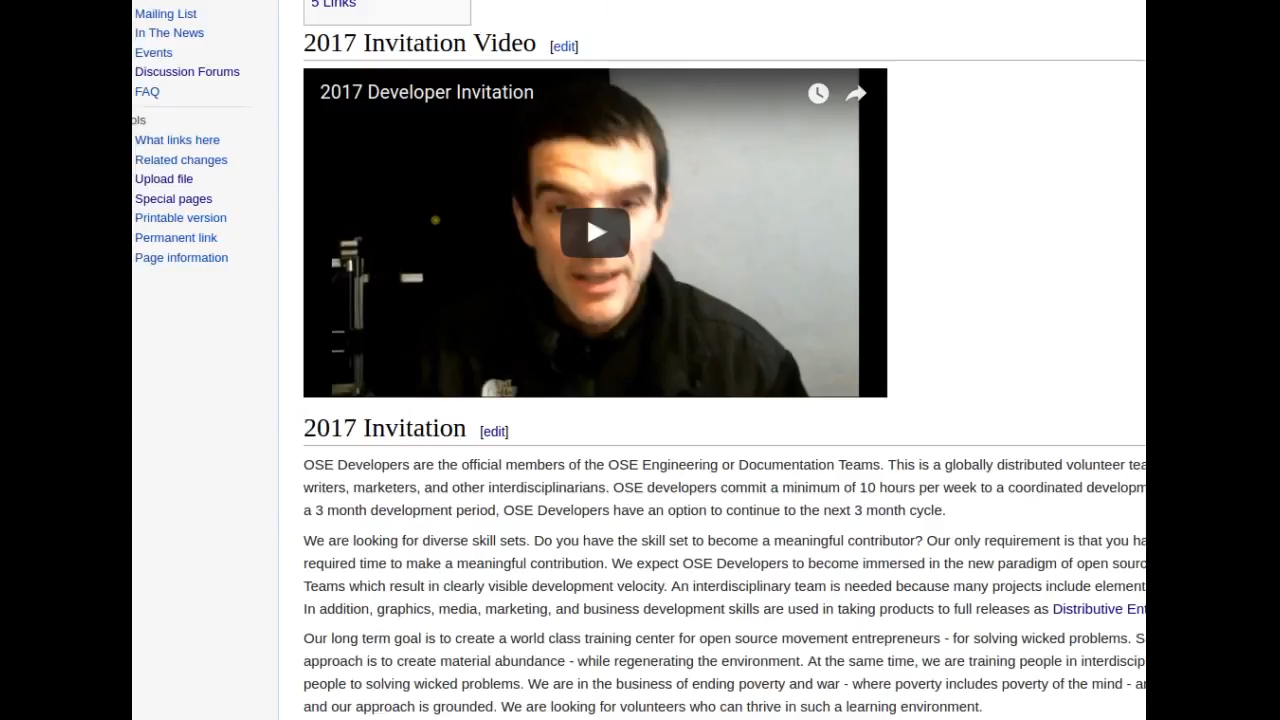 5 Links
Mailing List
In The News
Events
Discussion Forums
FAQ
ols
What links here
Related changes
Upload file
Special pages
Printable version
Permanent link
Page information
2017 Invitation Video [edit]
2017 Developer Invitation
2017 Invitation [edit]
OSE Developers are the official members of the OSE Engineering or Documentation Teams. This is a globally distributed volunteer tea
writers, marketers, and other interdisciplinarians. OSE developers commit a minimum of 10 hours per week to a coordinated developm
a 3 month development period, OSE Developers have an option to continue to the next 3 month cycle.
We are looking for diverse skill sets. Do you have the skill set to become a meaningful contributor? Our only requirement is that you ha
required time to make a meaningful contribution. We expect OSE Developers to become immersed in the new paradigm of open sourc
Teams which result in clearly visible development velocity. An interdisciplinary team is needed because many projects include element
In addition, graphics, media, marketing, and business development skills are used in taking products to full releases as Distributive Ent
Our long term goal is to create a world class training center for open source movement entrepreneurs - for solving wicked problems. S
approach is to create material abundance - while regenerating the environment. At the same time, we are training people in interdiscip
people to solving wicked problems. We are in the business of ending poverty and war - where poverty includes poverty of the mind - ar
and our approach is grounded. We are looking for volunteers who can thrive in such a learning environment.